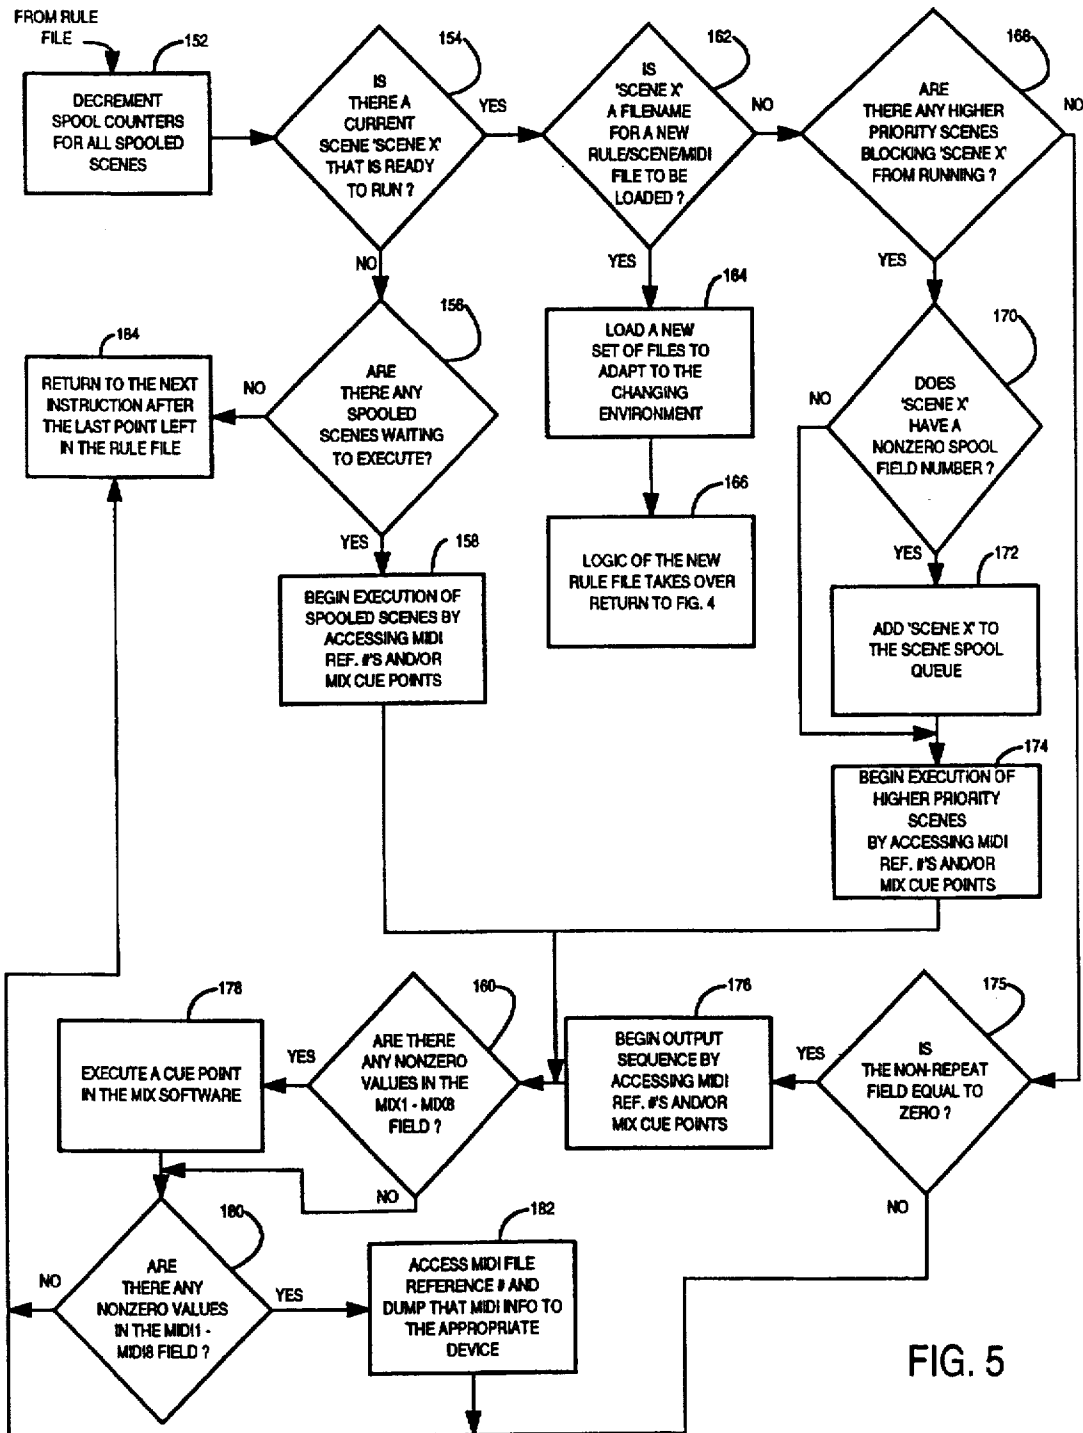 FROM RULE
FILE
152
DECREMENT
SPOOL COUNTERS
FOR ALL SPOOLED
SCENES
154
IS
THERE A
CURRENT
SCENE 'SCENE X'
THAT IS READY
TO RUN ?
YES
NO
162
IS
'SCENE X'
A FILENAME
FOR A NEW
RULE/SCENE/MIDI
FILE TO BE
LOADED ?
NO
YES
168
ARE
THERE ANY HIGHER
PRIORITY SCENES
BLOCKING 'SCENE X'
FROM RUNNING ?
NO
YES
184
RETURN TO THE NEXT
INSTRUCTION AFTER
THE LAST POINT LEFT
IN THE RULE FILE
NO
156
ARE
THERE ANY
SPOOLED
SCENES WAITING
TO EXECUTE?
YES
164
LOAD A NEW
SET OF FILES TO
ADAPT TO THE
CHANGING
ENVIRONMENT
170
DOES
'SCENE X'
HAVE A
NONZERO SPOOL
FIELD NUMBER ?
NO
YES
158
BEGIN EXECUTION OF
SPOOLED SCENES BY
ACCESSING MIDI
REF. #'S AND/OR
MIX CUE POINTS
166
LOGIC OF THE NEW
RULE FILE TAKES OVER
RETURN TO FIG. 4
172
ADD 'SCENE X' TO
THE SCENE SPOOL
QUEUE
174
BEGIN EXECUTION OF
HIGHER PRIORITY
SCENES
BY ACCESSING MIDI
REF. #'S AND/OR
MIX CUE POINTS
178
EXECUTE A CUE POINT
IN THE MIX SOFTWARE
YES
160
ARE THERE
ANY NONZERO
VALUES IN THE
MIX1 - MIX8
FIELD ?
NO
176
BEGIN OUTPUT
SEQUENCE BY
ACCESSING MIDI
REF. #'S AND/OR
MIX CUE POINTS
YES
175
IS
THE NON-REPEAT
FIELD EQUAL TO
ZERO ?
NO
180
NO
ARE
THERE ANY
NONZERO VALUES
IN THE MIDI1 -
MIDI8 FIELD ?
YES
182
ACCESS MIDI FILE
REFERENCE # AND
DUMP THAT MIDI INFO TO
THE APPROPRIATE
DEVICE
FIG. 5